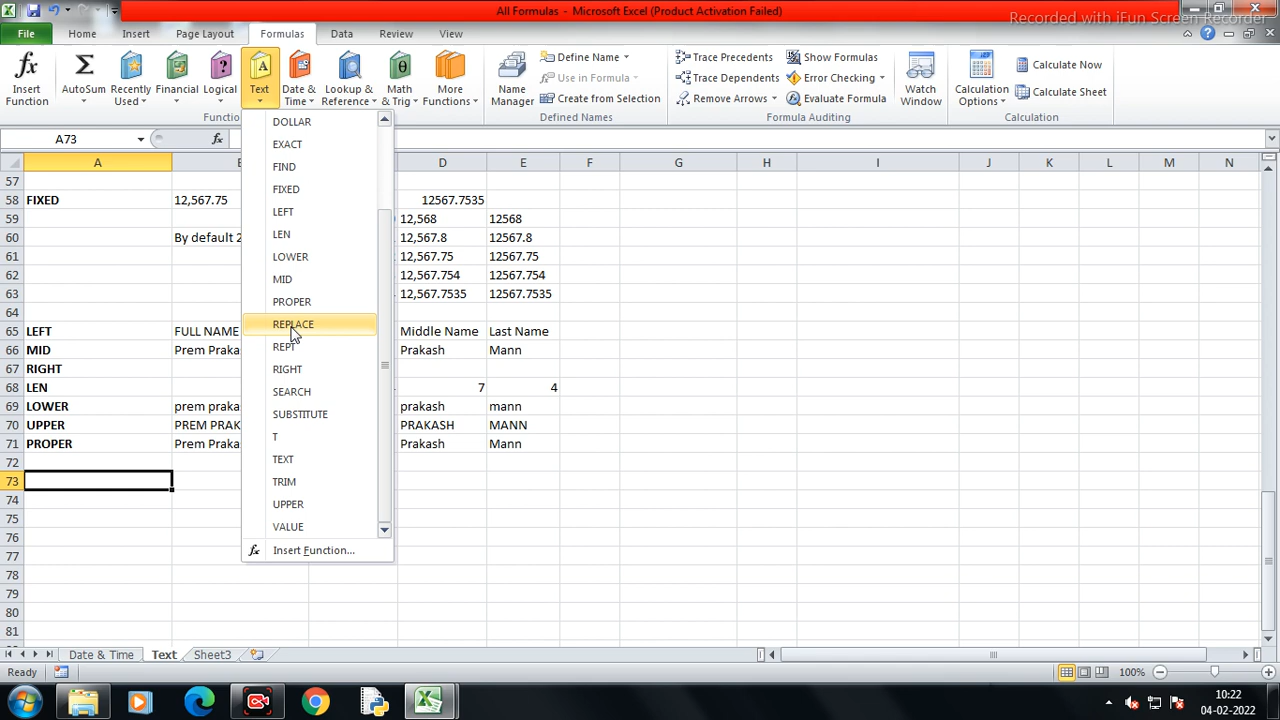 All Formulas - Microsoft Excel (Product Activation Failed)
Recorded with iFun Screen Recorder
File Home Insert Page Layout Formulas Data Review View
Insert Function
AutoSum
Recently Used
Financial
Logical
Text
Date & Time
Lookup & Reference
Math & Trig
More Functions
Name Manager
Define Name
Use in Formula
Create from Selection
Defined Names
Trace Precedents
Trace Dependents
Remove Arrows
Show Formulas
Error Checking
Evaluate Formula
Formula Auditing
Watch Window
Calculation Options
Calculate Now
Calculate Sheet
Calculation
A73
fx
A D E F G H I J K L M N
DOLLAR
EXACT
FIND
FIXED
LEFT
LEN
LOWER
MID
PROPER
REPLACE
REPT
RIGHT
SEARCH
SUBSTITUTE
T
TEXT
TRIM
UPPER
VALUE
fx Insert Function...
57
58 FIXED 12,567.75 12567.7535
59 12,568 12568
60 By default 2 12,567.8 12567.8
61 12,567.75 12567.75
62 12,567.754 12567.754
63 12,567.7535 12567.7535
64
65 LEFT FULL NAME Middle Name Last Name
66 MID Prem Praka Prakash Mann
67 RIGHT
68 LEN 7 4
69 LOWER prem praka prakash mann
70 UPPER PREM PRAK PRAKASH MANN
71 PROPER Prem Praka Prakash Mann
72
73
74
75
76
77
78
79
80
81
Date & Time Text Sheet3
Ready 100%
10:22
04-02-2022